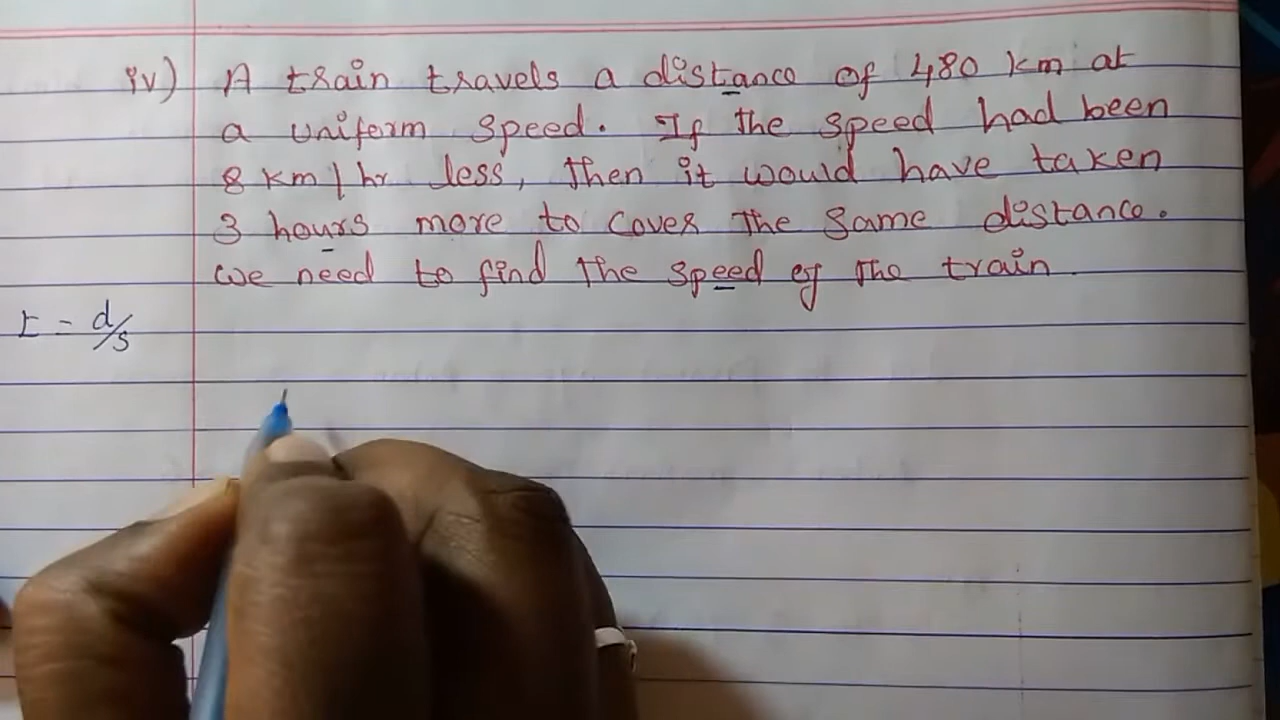 iv) A train travels a distance of 480 km at
a uniform speed. If the speed had been
8 km/hr less, then it would have taken
3 hours more to cover the same distance.
we need to find the speed of the train
t = d/s